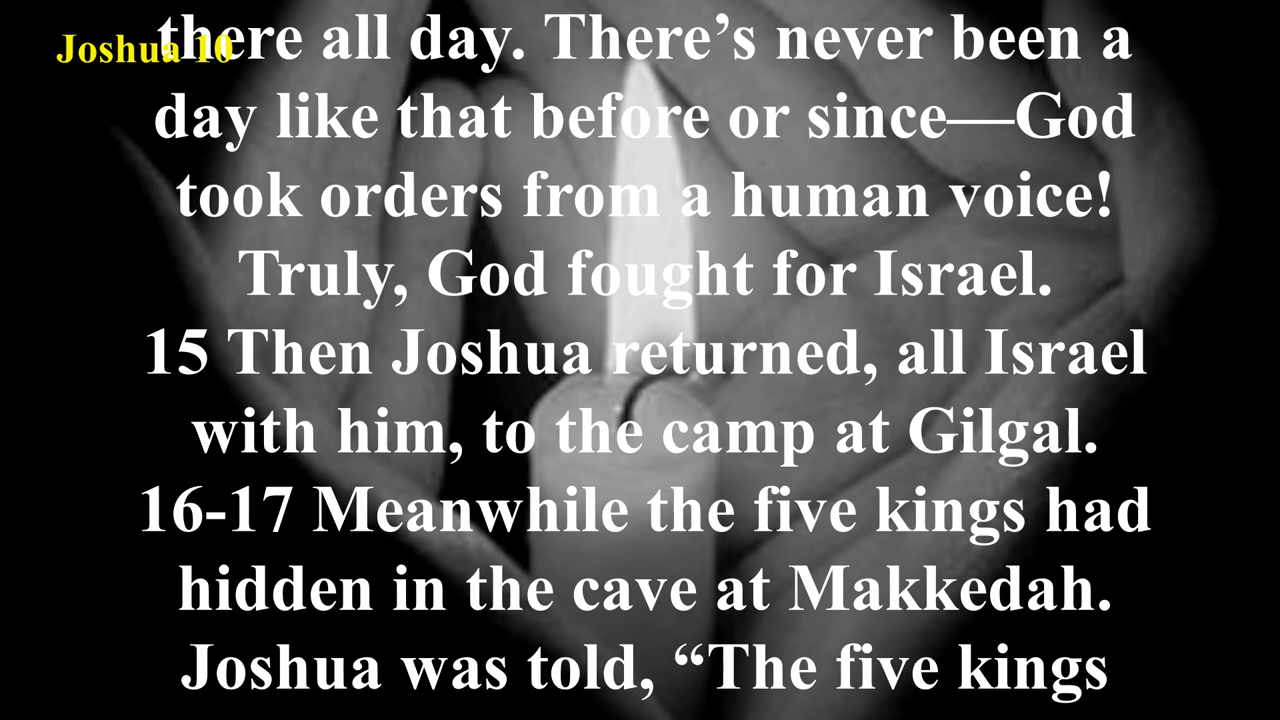 Joshua 10
there all day. There’s never been a
day like that before or since—God
took orders from a human voice!
Truly, God fought for Israel.
15 Then Joshua returned, all Israel
with him, to the camp at Gilgal.
16-17 Meanwhile the five kings had
hidden in the cave at Makkedah.
Joshua was told, “The five kings